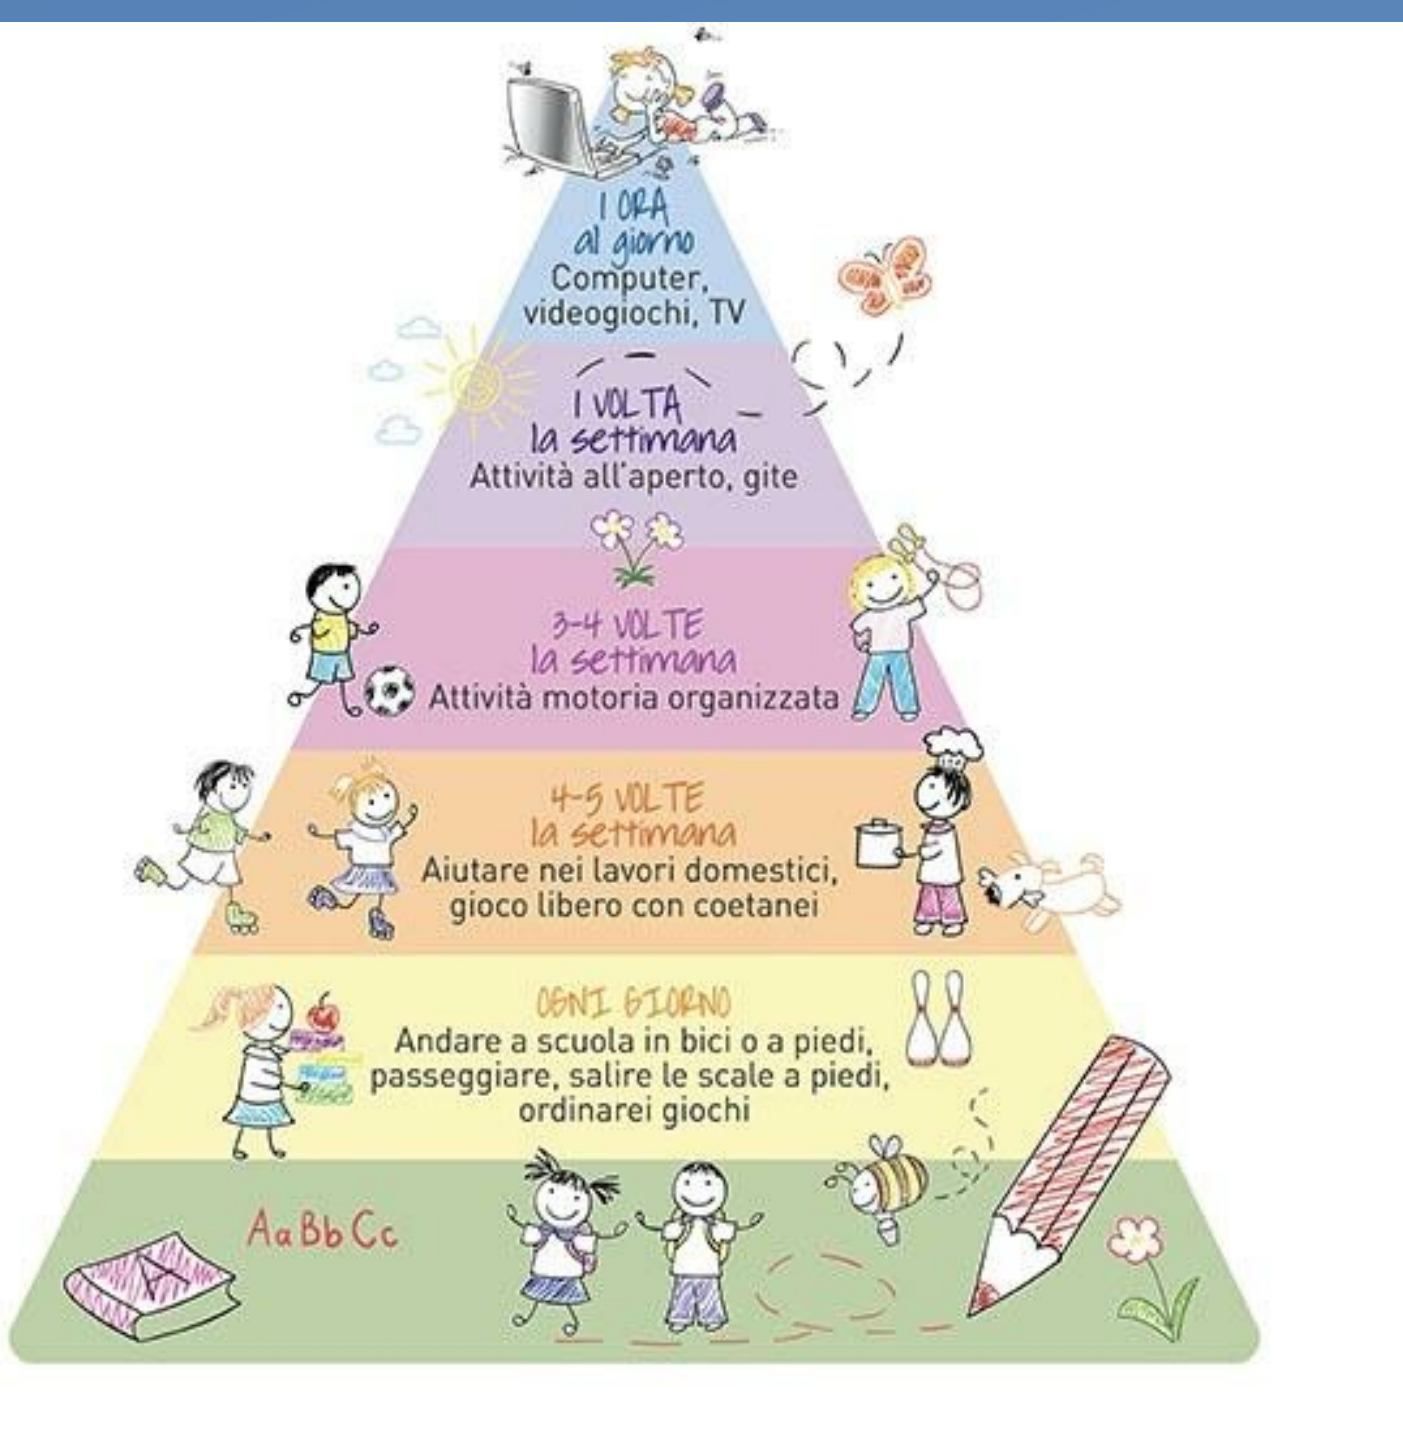 1 ORA
al giorno
Computer,
videogiochi, TV
1 VOLTA
la settimana
Attività all'aperto, gite
3-4 VOLTE
la settimana
Attività motoria organizzata
4-5 VOLTE
la settimana
Aiutare nei lavori domestici,
gioco libero con coetanei
OGNI GIORNO
Andare a scuola in bici o a piedi,
passeggiare, salire le scale a piedi,
ordinarei giochi
Aa Bb Cc
A